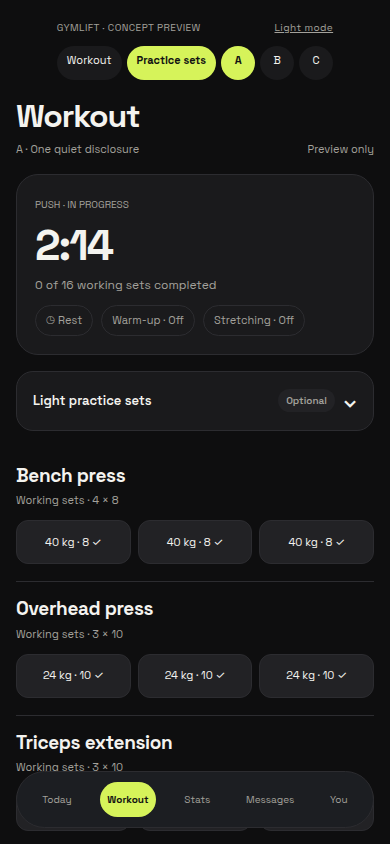 GYMLIFT · CONCEPT PREVIEW Light mode
Workout Practice sets A B C
Workout
A · One quiet disclosure Preview only
PUSH · IN PROGRESS
2:14
0 of 16 working sets completed
Rest Warm-up · Off Stretching · Off
Light practice sets Optional
Bench press
Working sets · 4 × 8
40 kg · 8 ✓ 40 kg · 8 ✓ 40 kg · 8 ✓
Overhead press
Working sets · 3 × 10
24 kg · 10 ✓ 24 kg · 10 ✓ 24 kg · 10 ✓
Triceps extension
Working sets · 3 × 10
Today Workout Stats Messages You